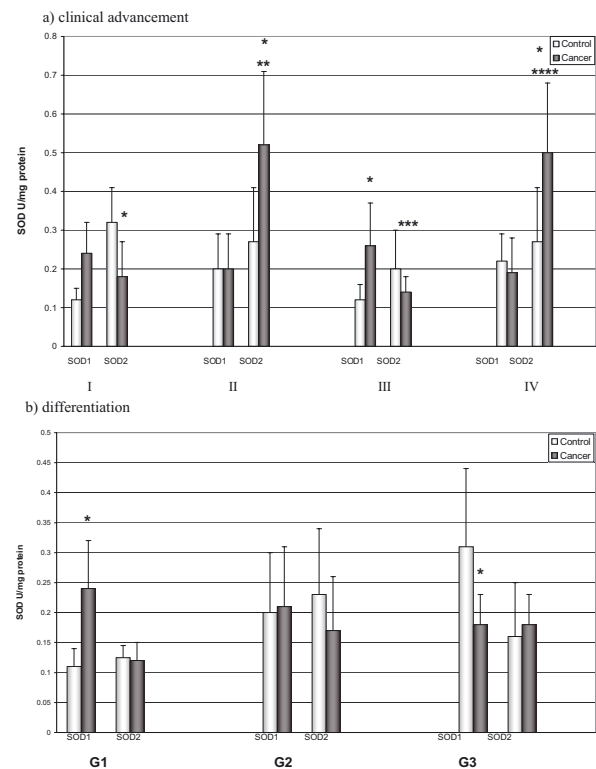 a) clinical advancement
0.8
0.7
0.6
0.5
0.4
0.3
0.2
0.1
0
SOD U/mg protein
Control
Cancer
*
**
*
****
*
*
***
SOD1 SOD2 SOD1 SOD2 SOD1 SOD2 SOD1 SOD2
I II III IV
b) differentiation
0.5
0.45
0.4
0.35
0.3
0.25
0.2
0.15
0.1
0.05
0
SOD U/mg protein
Control
Cancer
*
*
SOD1 SOD2 SOD1 SOD2 SOD1 SOD2
G1 G2 G3